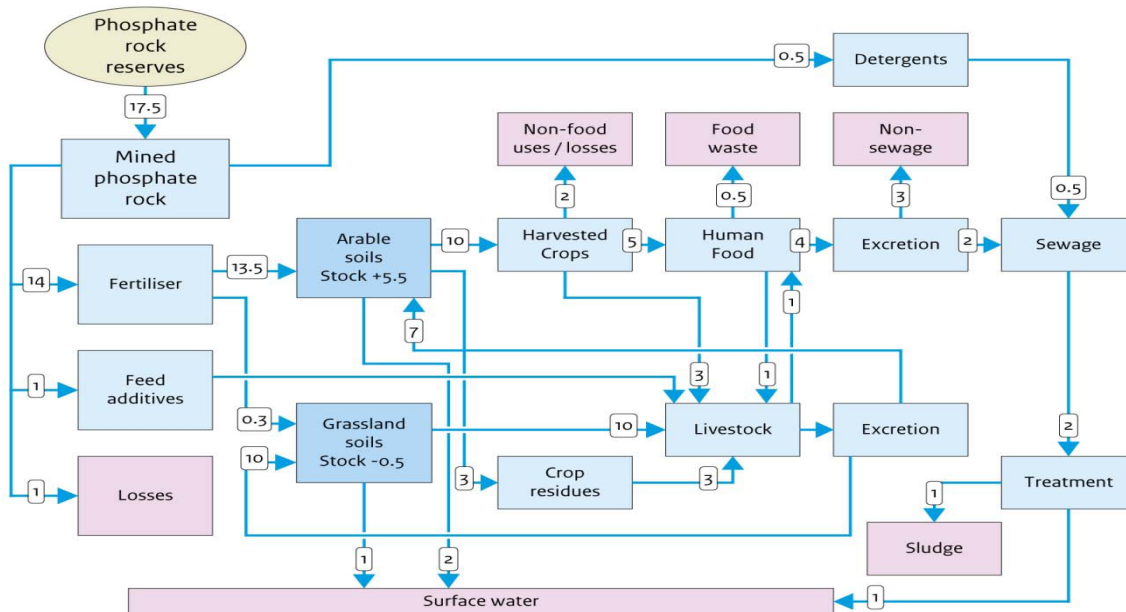 Phosphate
rock
reserves
17.5
Mined
phosphate
rock
0.5
Detergents
0.5
Non-food
uses / losses
Food
waste
Non-
sewage
2
0.5
3
14
Fertiliser
13.5
Arable
soils
Stock +5.5
10
Harvested
Crops
5
Human
Food
4
Excretion
2
Sewage
7
1
1
Feed
additives
3
1
0.3
10
Grassland
soils
Stock -0.5
10
Livestock
Excretion
2
1
Losses
3
Crop
residues
3
Treatment
1
Sludge
1
2
1
Surface water